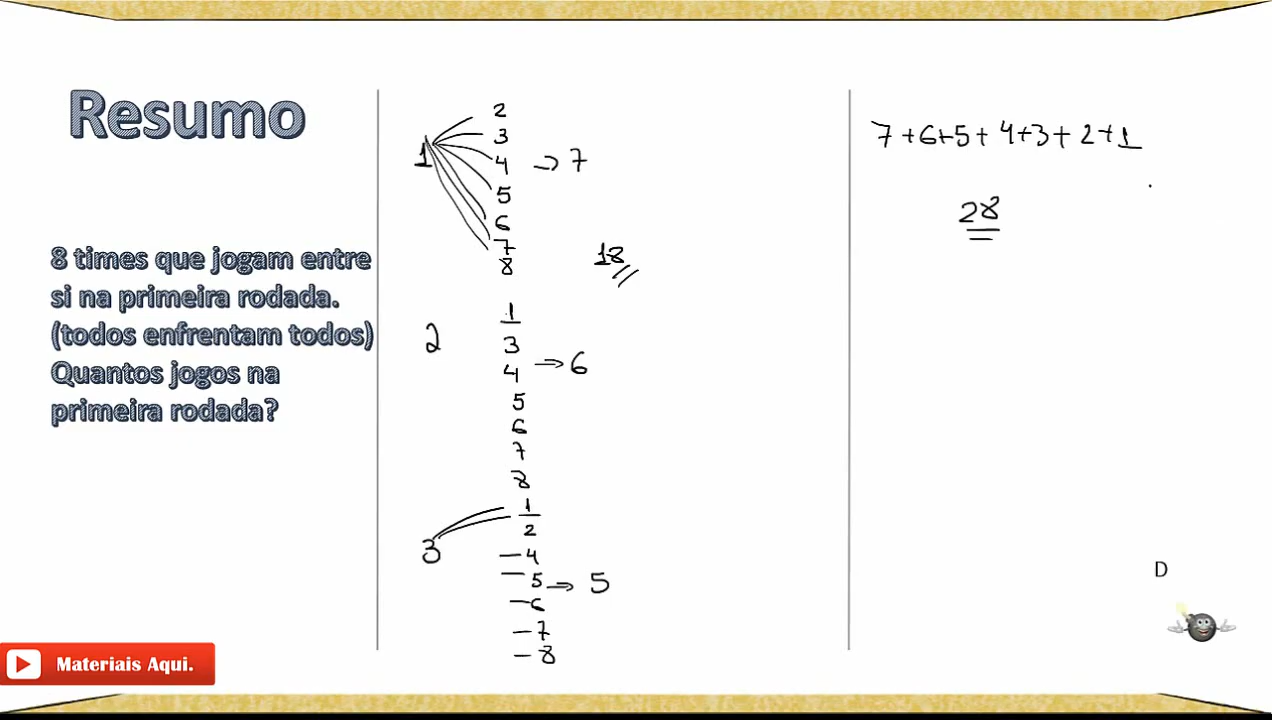 Resumo
8 times que jogam entre
si na primeira rodada.
(todos enfrentam todos)
Quantos jogos na
primeira rodada?
Materiais Aqui.
1
2
3
4 → 7
5
6
7
8
18
2
1
3
4 → 6
5
6
7
8
3
1
2
- 4
- 5 → 5
- 6
- 7
- 8
7+6+5+4+3+2+1
28
D